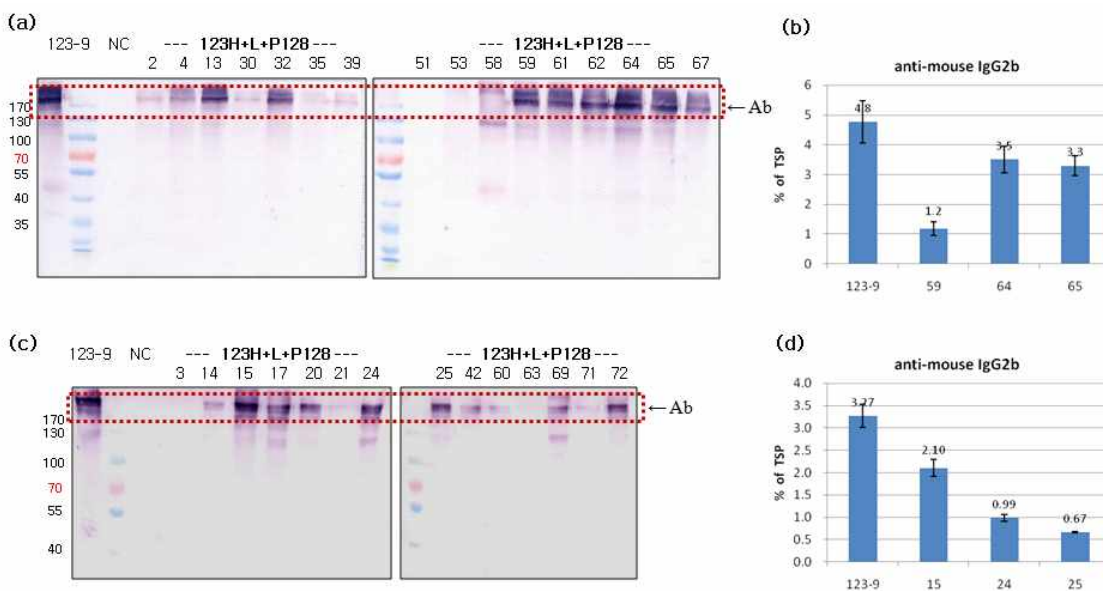 (a)
123-9 NC --- 123H+L+P128 ---
2 4 13 30 32 35 39
--- 123H+L+P128 ---
51 53 58 59 61 62 64 65 67
170
130
100
70
55
40
35
←Ab
(b)
anti-mouse IgG2b
% of TSP
6
5
4
3
2
1
0
4.8
1.2
3.5
3.3
123-9 59 64 65
(c)
123-9 NC --- 123H+L+P128 ---
3 14 15 17 20 21 24
--- 123H+L+P128 ---
25 42 60 63 69 71 72
170
130
100
70
55
40
←Ab
(d)
anti-mouse IgG2b
% of TSP
4.0
3.5
3.0
2.5
2.0
1.5
1.0
0.5
0.0
3.27
2.10
0.99
0.67
123-9 15 24 25